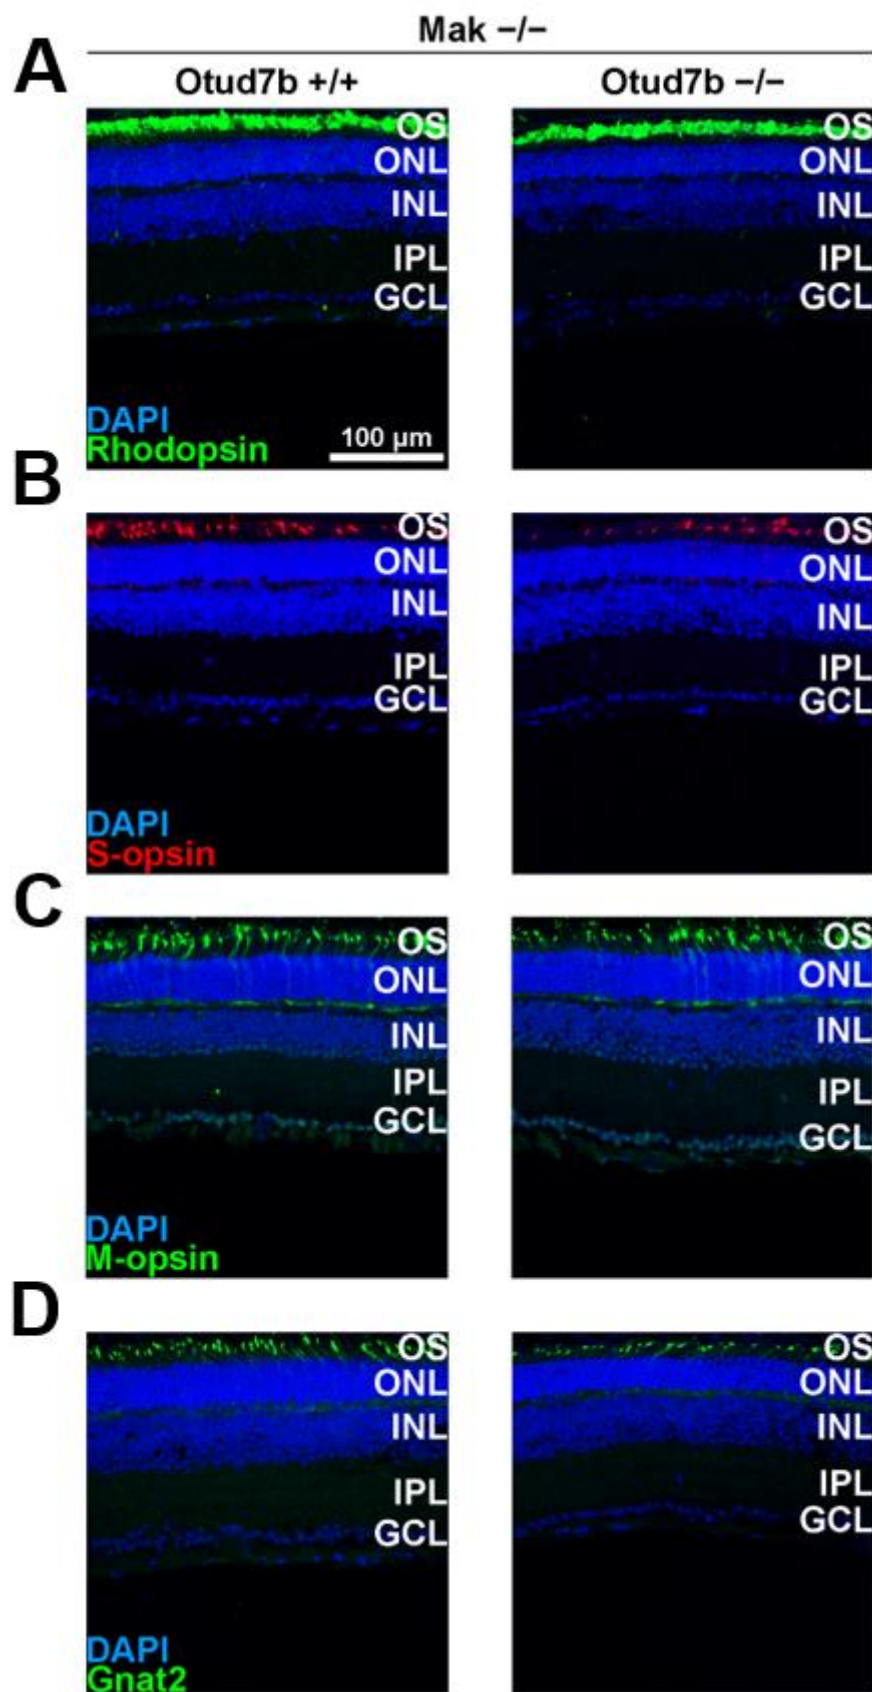 Mak −/−
A
Otud7b +/+
Otud7b −/−
OS
ONL
INL
IPL
GCL
DAPI
Rhodopsin
100 µm
OS
ONL
INL
IPL
GCL
B
OS
ONL
INL
IPL
GCL
DAPI
S-opsin
OS
ONL
INL
IPL
GCL
C
OS
ONL
INL
IPL
GCL
DAPI
M-opsin
OS
ONL
INL
IPL
GCL
D
OS
ONL
INL
IPL
GCL
DAPI
Gnat2
OS
ONL
INL
IPL
GCL